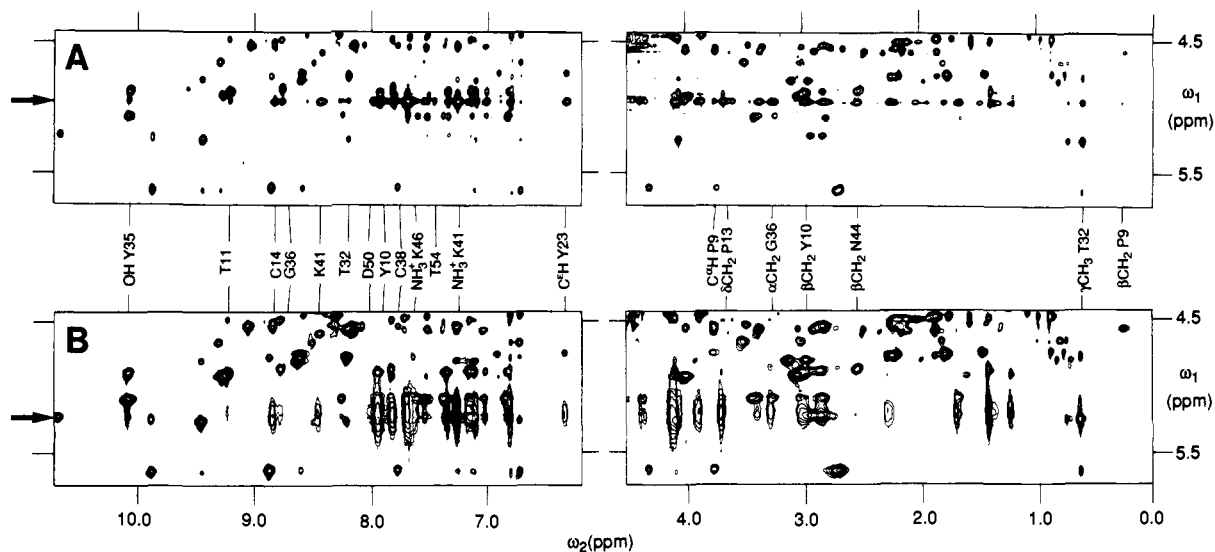 A
4.5
ω1
(ppm)
5.5
OH Y35
T11
C14
G36
K41
T32
D50
Y10
C38
NH3+ K46
T54
NH3+ K41
CεH Y23
CαH P9
δCH2 P13
αCH2 G36
βCH2 Y10
βCH2 N44
γCH3 T32
βCH2 P9
B
4.5
ω1
(ppm)
5.5
10.0 9.0 8.0 7.0 4.0 3.0 2.0 1.0 0.0
ω2(ppm)